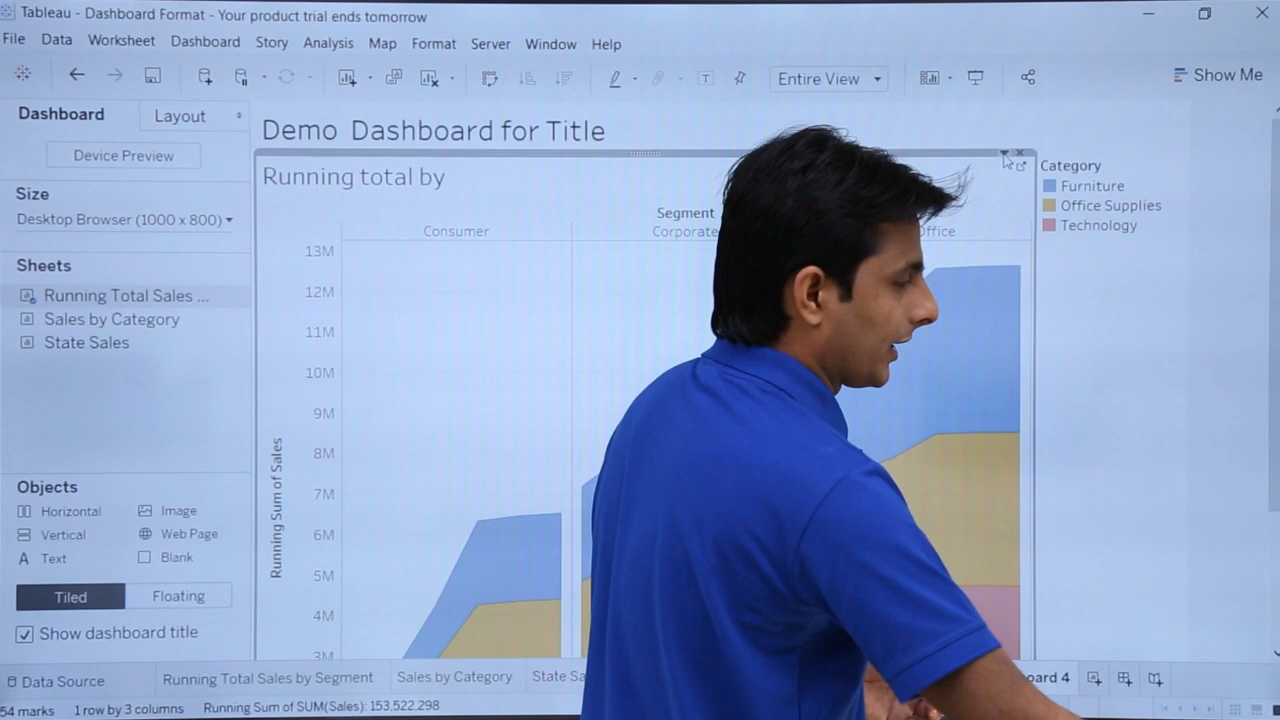 Tableau - Dashboard Format - Your product trial ends tomorrow
File Data Worksheet Dashboard Story Analysis Map Format Server Window Help
Entire View
Show Me
Dashboard Layout
Device Preview
Size
Desktop Browser (1000 x 800)
Sheets
Running Total Sales ...
Sales by Category
State Sales
Objects
Horizontal Image
Vertical Web Page
A Text Blank
Tiled Floating
Show dashboard title
Demo Dashboard for Title
Running total by
Segment
Consumer Corporate Office
Running Sum of Sales
13M
12M
11M
10M
9M
8M
7M
6M
5M
4M
3M
Category
Furniture
Office Supplies
Technology
Data Source Running Total Sales by Segment Sales by Category State Sa oard 4
54 marks 1 row by 3 columns Running Sum of SUM(Sales): 153,522,298